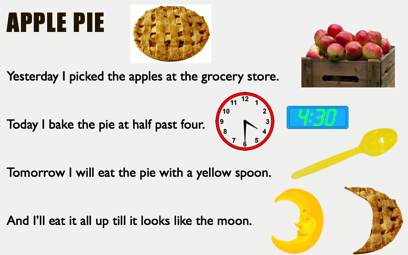 APPLE PIE
Yesterday I picked the apples at the grocery store.
12
11 1
10 2
9 3
8 4
7 5
6
4:30
Today I bake the pie at half past four.
Tomorrow I will eat the pie with a yellow spoon.
And I'll eat it all up till it looks like the moon.